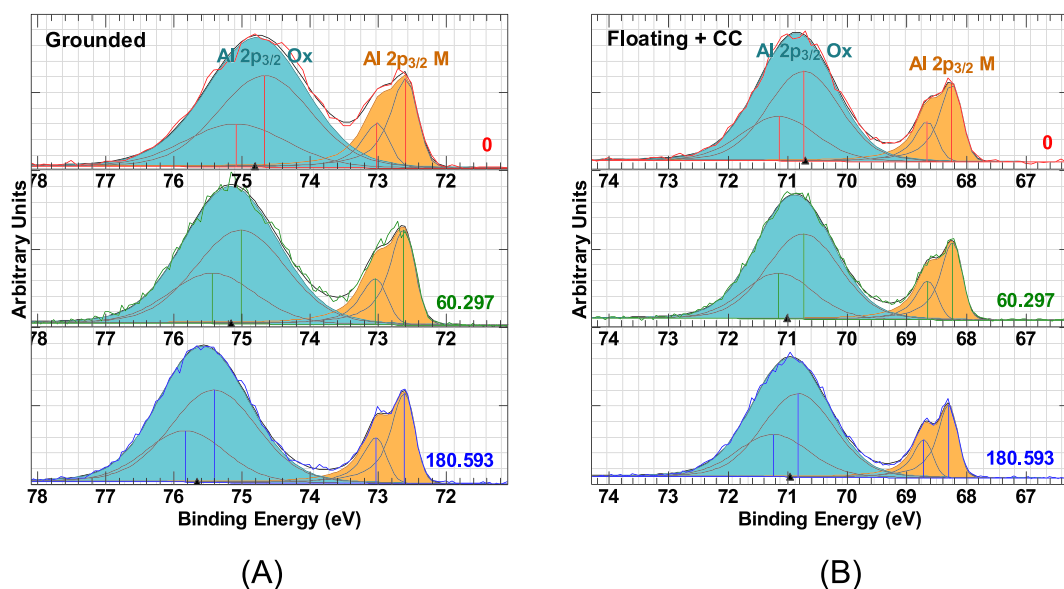 Grounded
Al 2p3/2 Ox
Al 2p3/2 M
0
78 77 76 75 74 73 72
60.297
78 77 76 75 74 73 72
180.593
78 77 76 75 74 73 72
Arbitrary Units
Arbitrary Units
Binding Energy (eV)
(A)
Floating + CC
Al 2p3/2 Ox
Al 2p3/2 M
0
74 73 72 71 70 69 68 67
60.297
74 73 72 71 70 69 68 67
180.593
74 73 72 71 70 69 68 67
Arbitrary Units
Arbitrary Units
Binding Energy (eV)
(B)